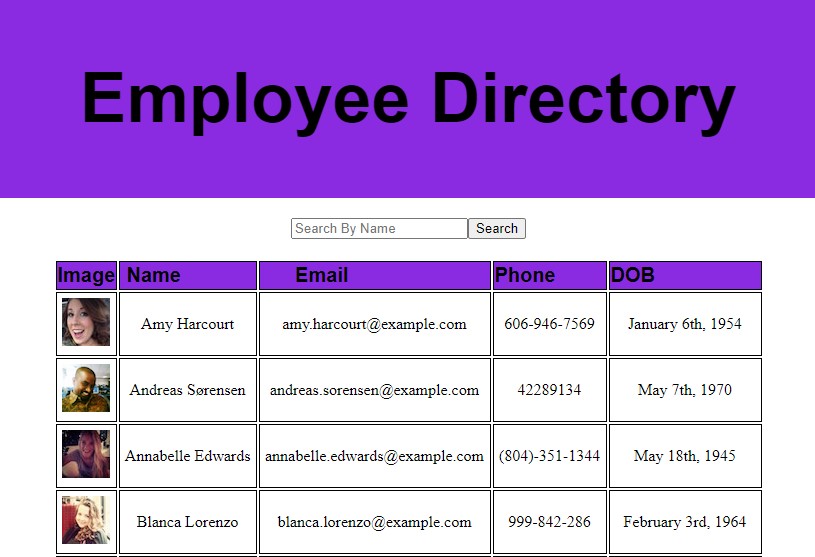 Employee Directory
Search By Name Search
Image Name Email Phone DOB
Amy Harcourt amy.harcourt@example.com 606-946-7569 January 6th, 1954
Andreas Sørensen andreas.sorensen@example.com 42289134 May 7th, 1970
Annabelle Edwards annabelle.edwards@example.com (804)-351-1344 May 18th, 1945
Blanca Lorenzo blanca.lorenzo@example.com 999-842-286 February 3rd, 1964